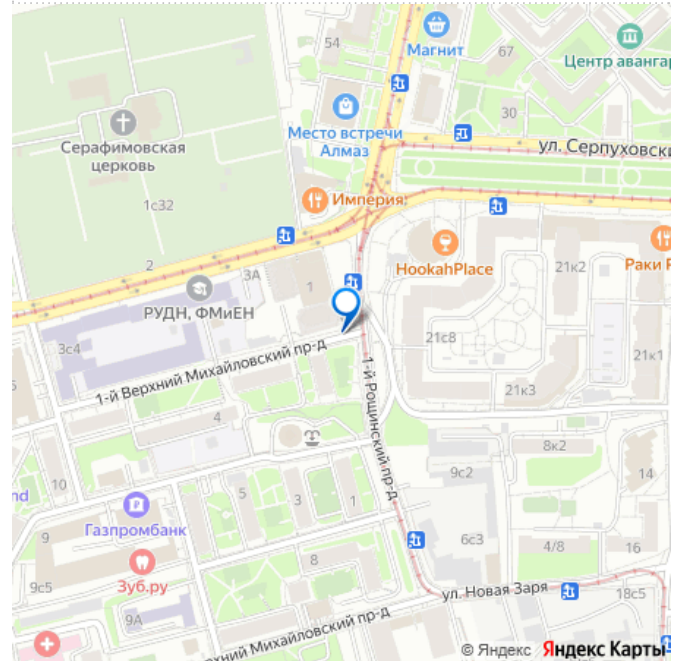 54
Магнит
67
Центр авангар
30
Место встречи
Алмаз
ул. Серпуховски
Серафимовская
церковь
1с32
Империя
2
3А
1
HookahPlace
21к2
Раки
РУДН, ФМиЕН
3с4
21с8
21к1
1-й Верхний Михайловский пр-д
1-й Рощинский пр-д
21к3
4
8к2
9с2
14
nd
10
5
3
1
Газпромбанк
9
6с3
4/8
16
8
Зуб.ру
9с5
ул. Новая Заря
18с5
9А
Верхний Михайловский пр-д
© Яндекс Яндекс Карты